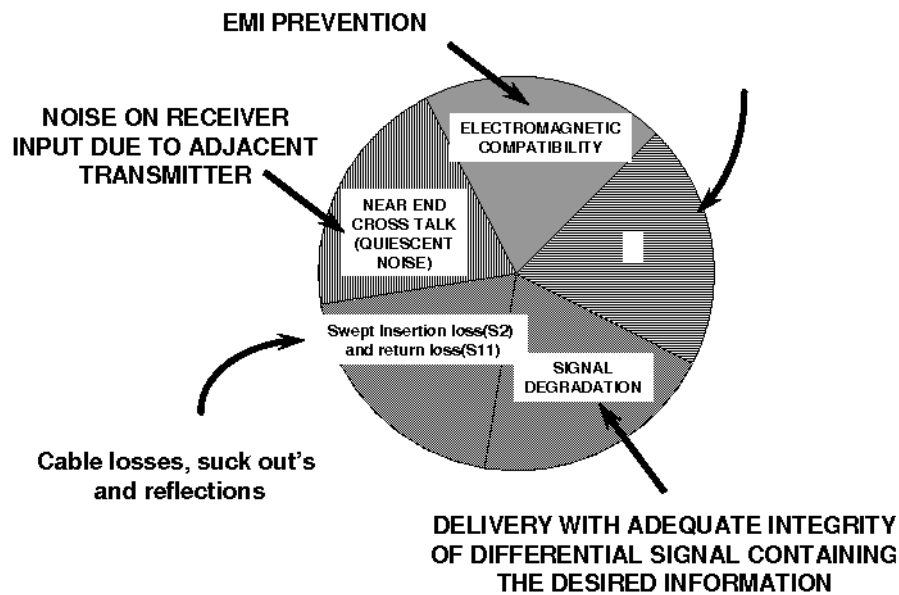 EMI PREVENTION
NOISE ON RECEIVER
INPUT DUE TO ADJACENT
TRANSMITTER
ELECTROMAGNETIC
COMPATIBILITY
NEAR END
CROSS TALK
(QUIESCENT
NOISE)
Swept Insertion loss(S2)
and return loss(S11)
SIGNAL
DEGRADATION
Cable losses, suck out's
and reflections
DELIVERY WITH ADEQUATE INTEGRITY
OF DIFFERENTIAL SIGNAL CONTAINING
THE DESIRED INFORMATION